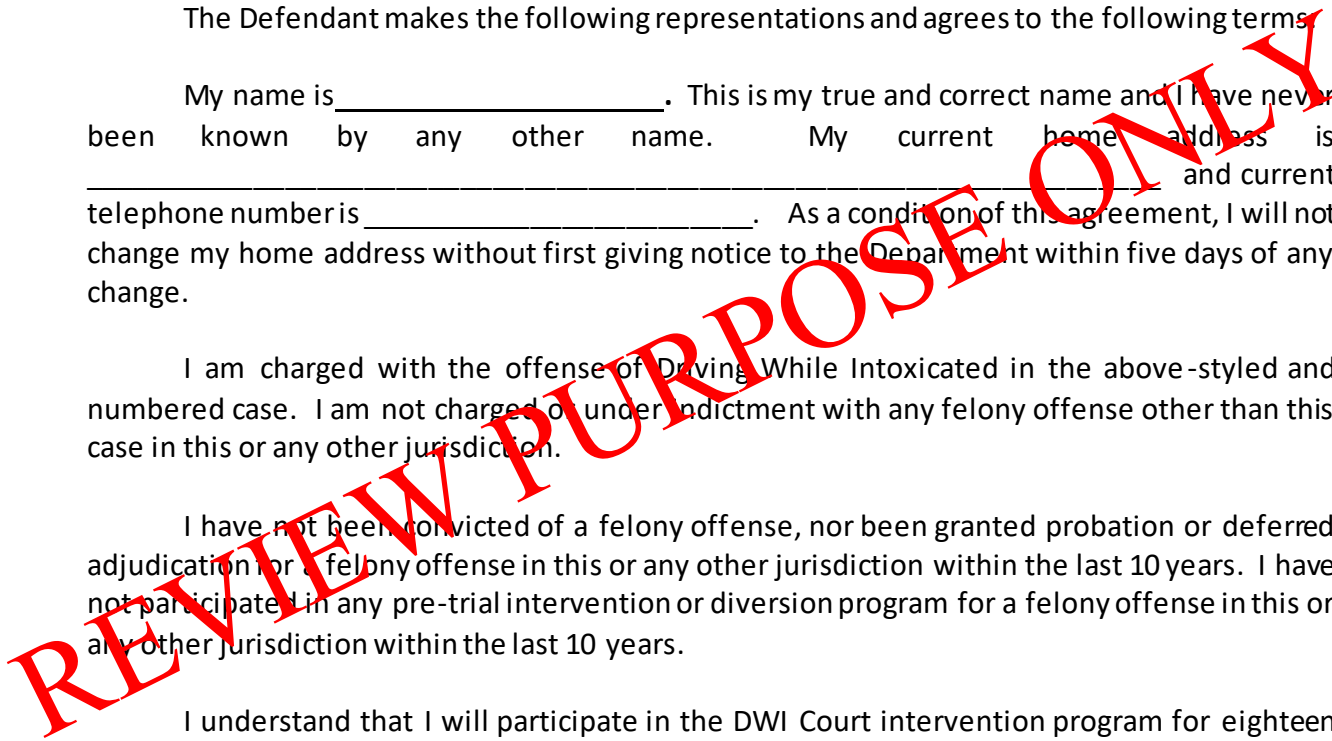 The Defendant makes the following representations and agrees to the following terms:
My name is______________________. This is my true and correct name and I have never
been known by any other name. My current home address is
____________________________________________________________________ and current
telephone number is _________________________. As a condition of this agreement, I will not
change my home address without first giving notice to the Department within five days of any
change.
I am charged with the offense of Driving While Intoxicated in the above-styled and
numbered case. I am not charged or under indictment with any felony offense other than this
case in this or any other jurisdiction.
I have not been convicted of a felony offense, nor been granted probation or deferred
adjudication for a felony offense in this or any other jurisdiction within the last 10 years. I have
not participated in any pre-trial intervention or diversion program for a felony offense in this or
any other jurisdiction within the last 10 years.
I understand that I will participate in the DWI Court intervention program for eighteen
REVIEW PURPOSE ONLY